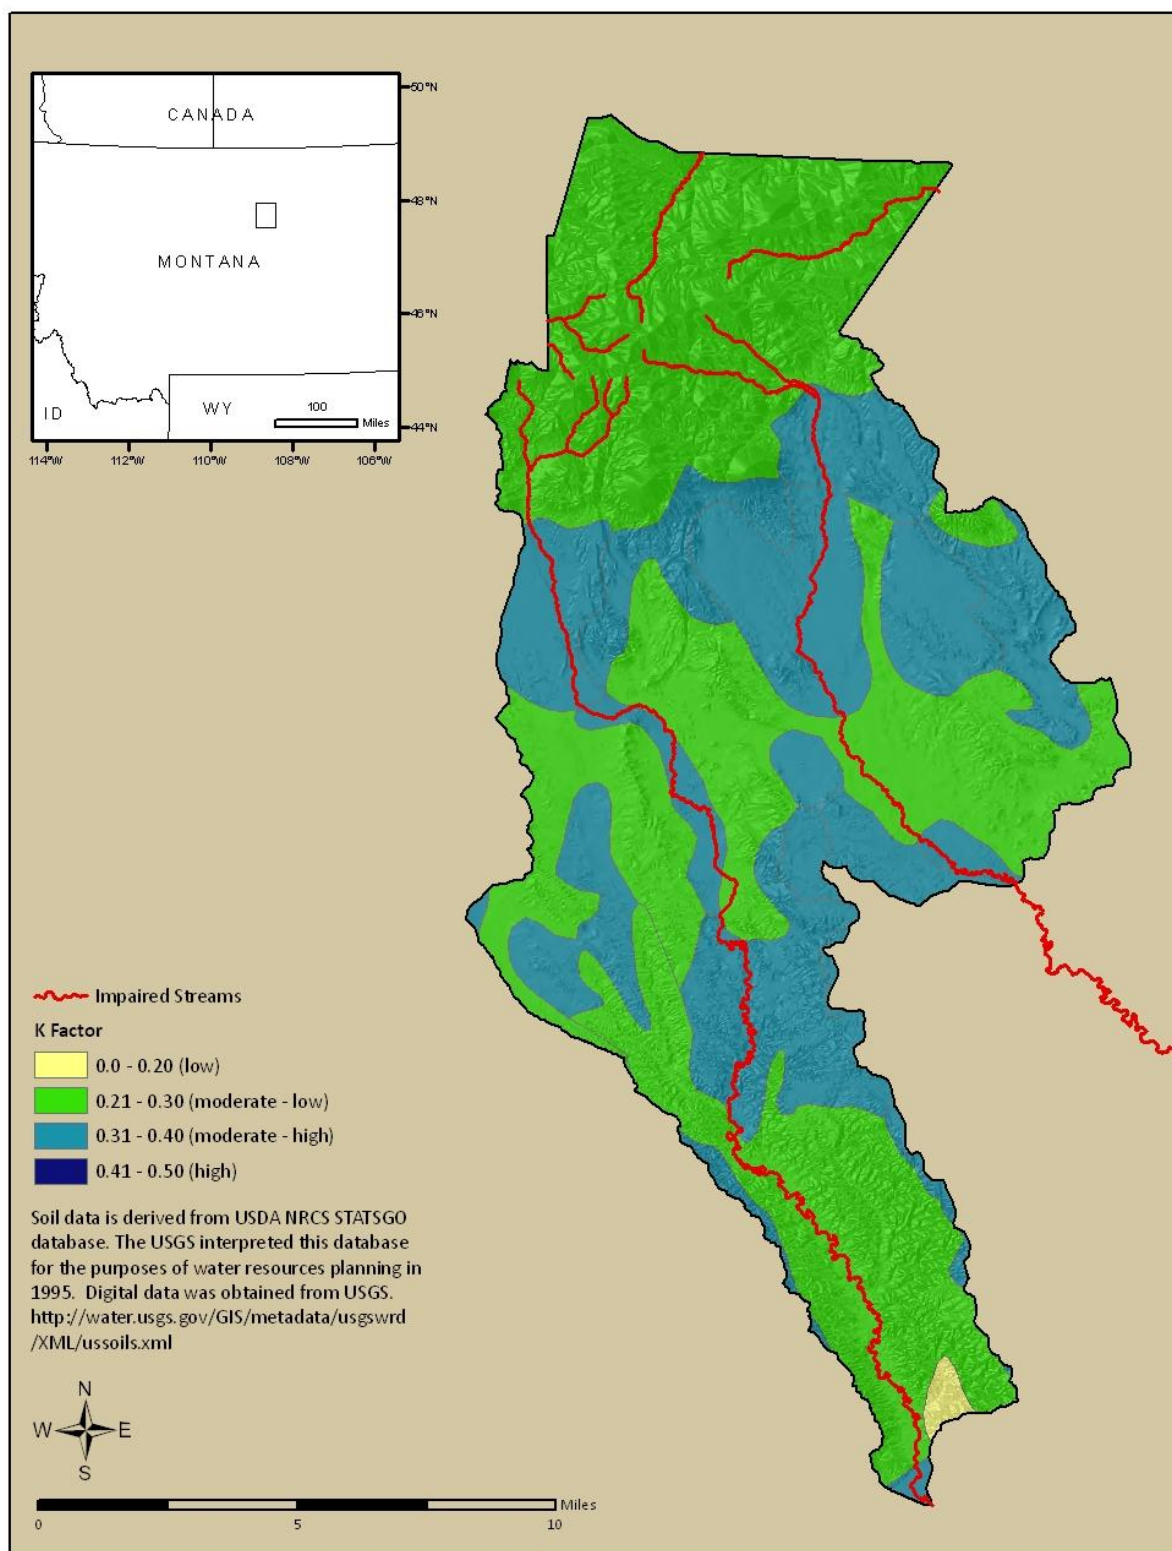 CANADA
MONTANA
ID
WY
100
Miles
50°N
48°N
46°N
44°N
114°W
112°W
110°W
108°W
106°W
Impaired Streams
K Factor
0.0 - 0.20 (low)
0.21 - 0.30 (moderate - low)
0.31 - 0.40 (moderate - high)
0.41 - 0.50 (high)
Soil data is derived from USDA NRCS STATSGO
database. The USGS interpreted this database
for the purposes of water resources planning in
1995.  Digital data was obtained from USGS.
http://water.usgs.gov/GIS/metadata/usgswrd
/XML/ussoils.xml
N
W E
S
Miles
0 5 10